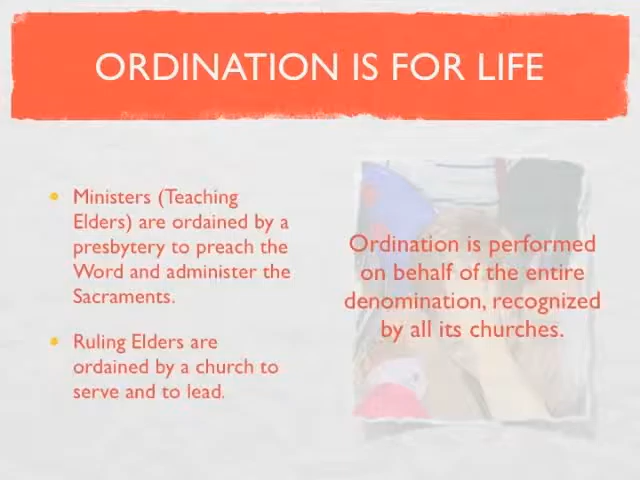 ORDINATION IS FOR LIFE
Ministers (Teaching
Elders) are ordained by a
presbytery to preach the
Word and administer the
Sacraments.
Ruling Elders are
ordained by a church to
serve and to lead.
Ordination is performed
on behalf of the entire
denomination, recognized
by all its churches.